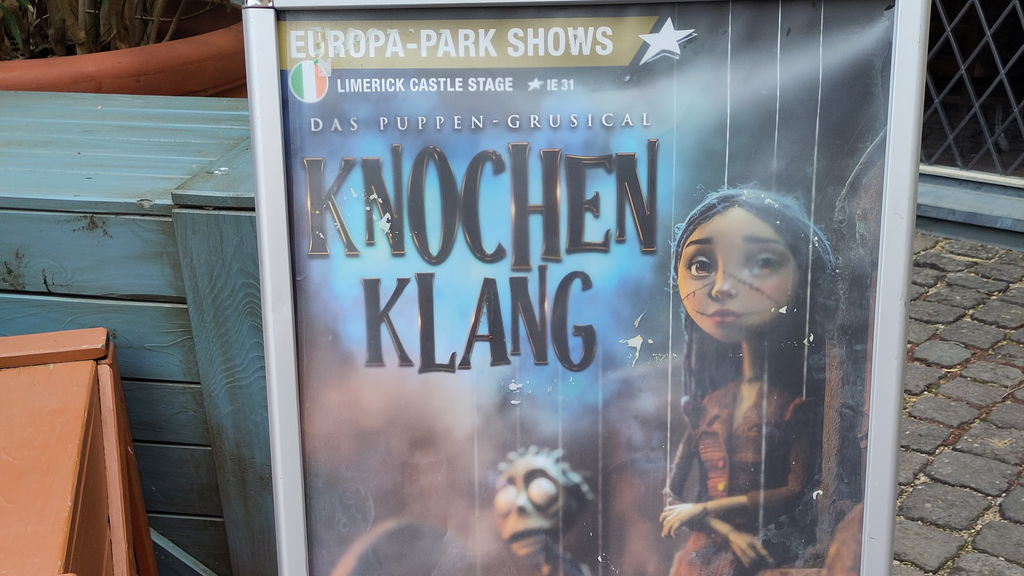 EUROPA-PARK SHOWS
LIMERICK CASTLE STAGE IE 31
DAS PUPPEN-GRUSICAL
KNOCHEN
KLANG